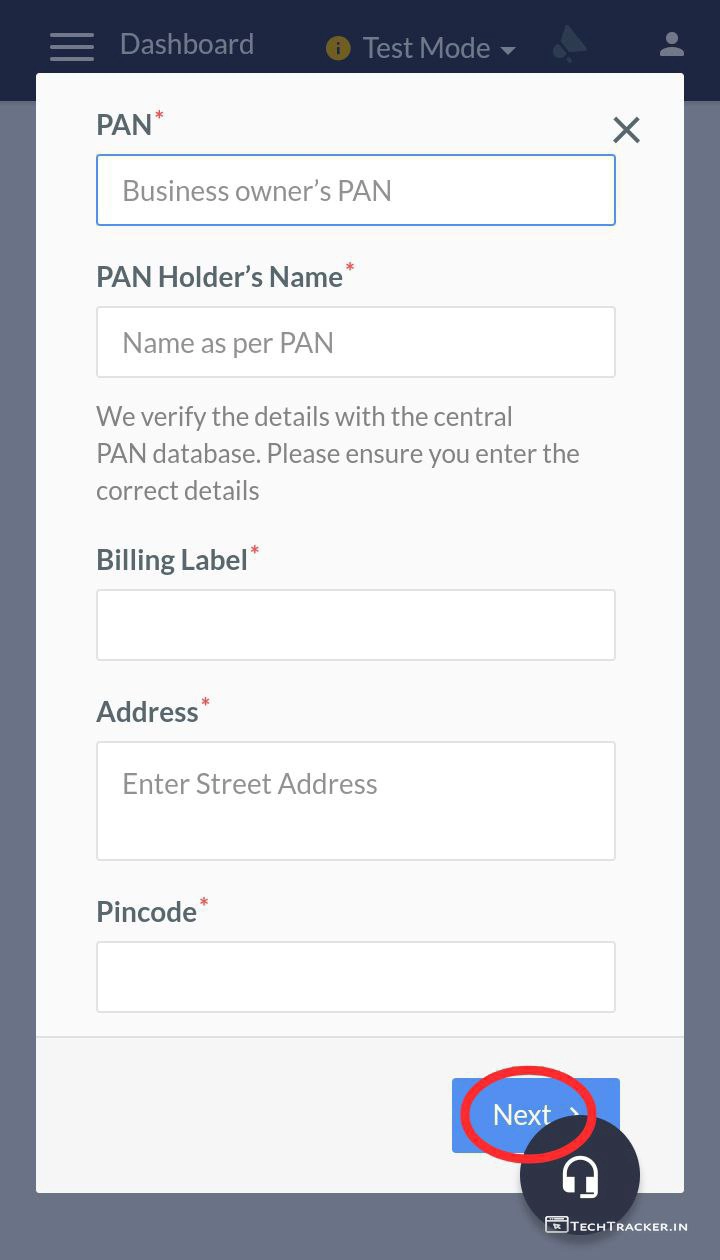 Dashboard
Test Mode
PAN*
Business owner’s PAN
PAN Holder’s Name*
Name as per PAN
We verify the details with the central
PAN database. Please ensure you enter the
correct details
Billing Label*
Address*
Enter Street Address
Pincode*
Next
TECHTRACKER.IN